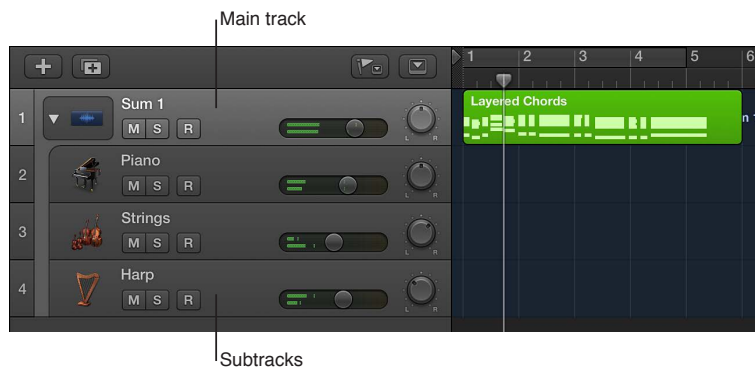 Main track
1 2 3 4 5 6
1 Sum 1
M S R
L R
Layered Chords
n 1
2 Piano
M S R
L R
3 Strings
M S R
L R
4 Harp
M S R
L R
Subtracks